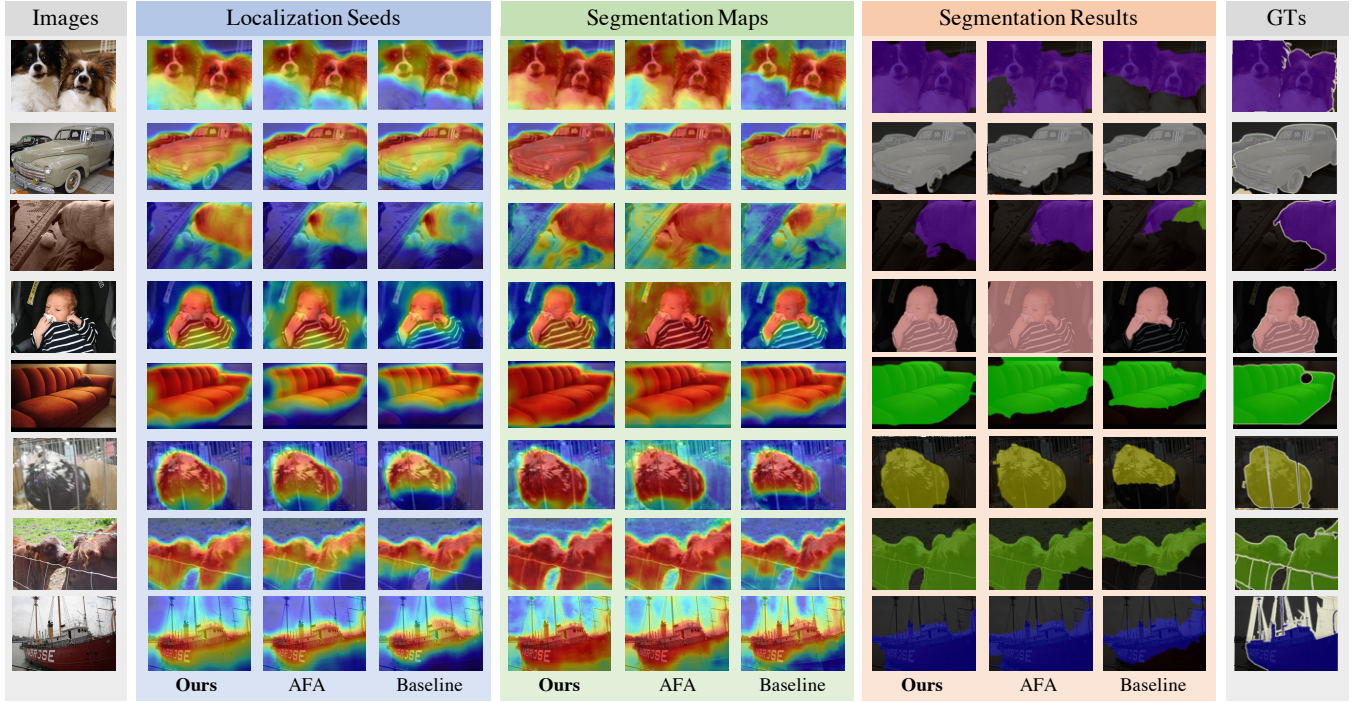 Images Localization Seeds Segmentation Maps Segmentation Results GTs
Ours AFA Baseline Ours AFA Baseline Ours AFA Baseline